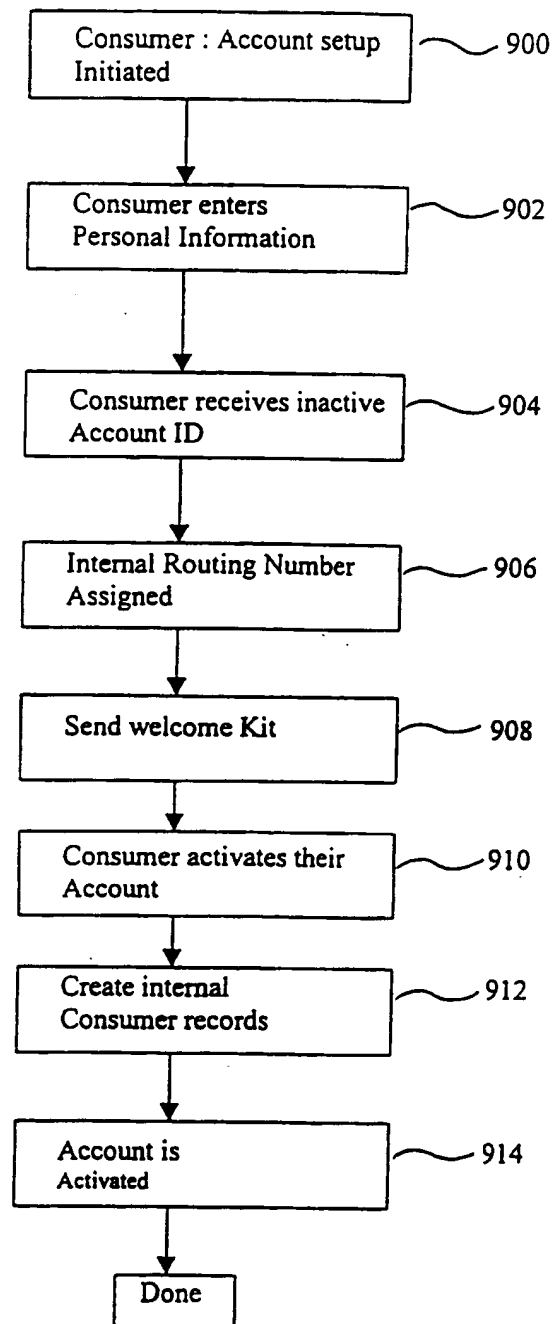 Consumer : Account setup
Initiated
900
Consumer enters
Personal Information
902
Consumer receives inactive
Account ID
904
Internal Routing Number
Assigned
906
Send welcome Kit
908
Consumer activates their
Account
910
Create internal
Consumer records
912
Account is
Activated
914
Done